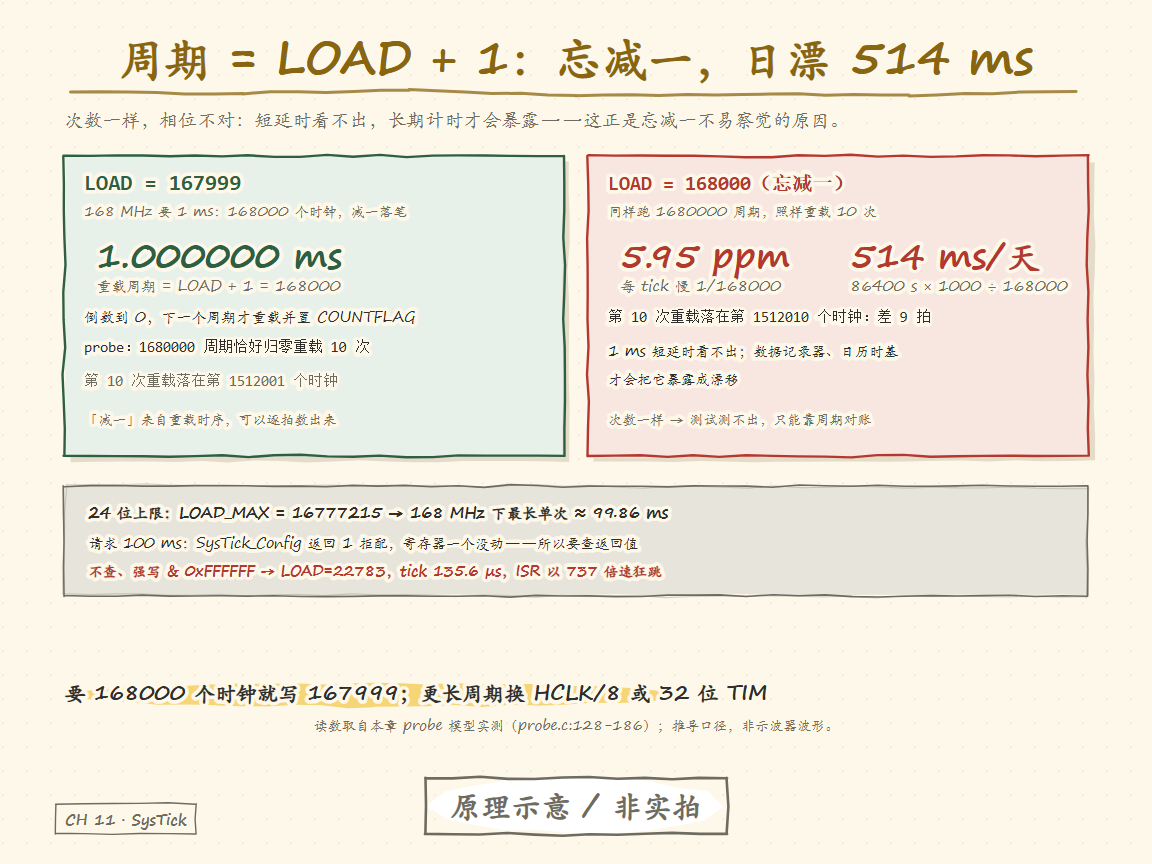 周期 = LOAD + 1: 忘减一，日漂 514 ms
次数一样，相位不对：短延时看不出，长期计时才会暴露——这正是忘减一不易察觉的原因。
LOAD = 167999
168 MHz 要 1 ms：168000 个时钟，减一落笔
1.000000 ms
重载周期 = LOAD + 1 = 168000
倒数到 0，下一个周期才重载并置 COUNTFLAG
probe：1680000 周期恰好归零重载 10 次
第 10 次重载落在第 1512001 个时钟
「减一」来自重载时序，可以逐拍数出来
LOAD = 168000（忘减一）
同样跑 1680000 周期，照样重载 10 次
5.95 ppm
每 tick 慢 1/168000
514 ms/天
86400 s × 1000 ÷ 168000
第 10 次重载落在第 1512010 个时钟：差 9 拍
1 ms 短延时看不出；数据记录器、日历时基
才会把它暴露成漂移
次数一样 → 测试测不出，只能靠周期对账
24 位上限：LOAD_MAX = 16777215 → 168 MHz 下最长单次 ≈ 99.86 ms
请求 100 ms：SysTick_Config 返回 1 拒配，寄存器一个没动——所以要查返回值
不查、强写 & 0xFFFFFF → LOAD=22783，tick 135.6 μs，ISR 以 737 倍速狂跳
要 168000 个时钟就写 167999；更长周期换 HCLK/8 或 32 位 TIM
读数取自本章 probe 模型实测（probe.c:128-186）；推导口径，非示波器波形。
原理示意 / 非实拍
CH 11 · SysTick